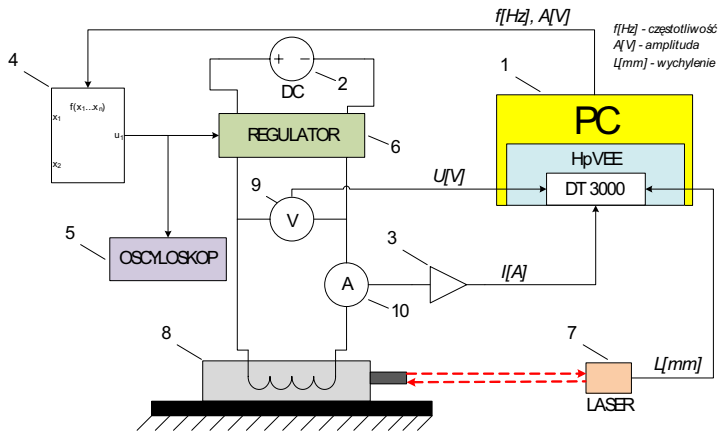 f[Hz], A[V]
f[Hz] - częstotliwość
A[V] - amplituda
L[mm] - wychylenie
4
f(x1...xn)
x1
u1
x2
+ −
DC
2
1
PC
HpVEE
DT 3000
REGULATOR
6
9
V
U[V]
5
OSCYLOSKOP
3
A
10
I[A]
8
7
L[mm]
LASER